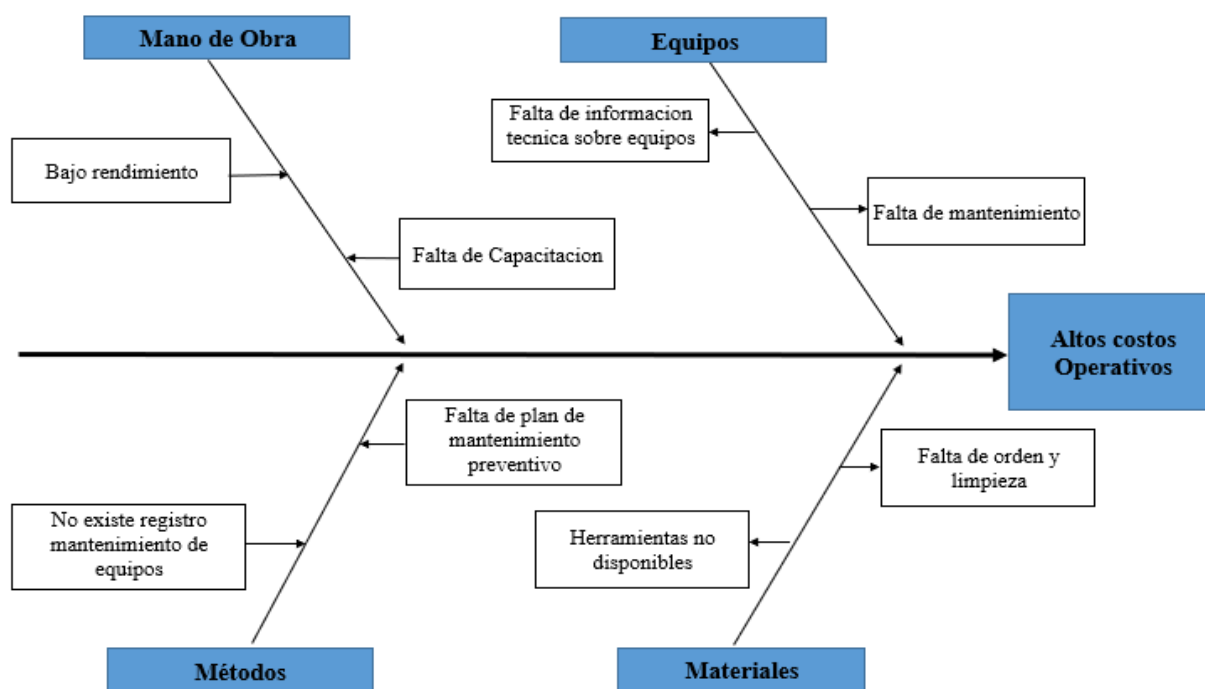 Mano de Obra
Equipos
Falta de informacion
tecnica sobre equipos
Bajo rendimiento
Falta de mantenimiento
Falta de Capacitacion
Altos costos
Operativos
Falta de plan de
mantenimiento
preventivo
Falta de orden y
limpieza
No existe registro
mantenimiento de
equipos
Herramientas no
disponibles
Métodos
Materiales